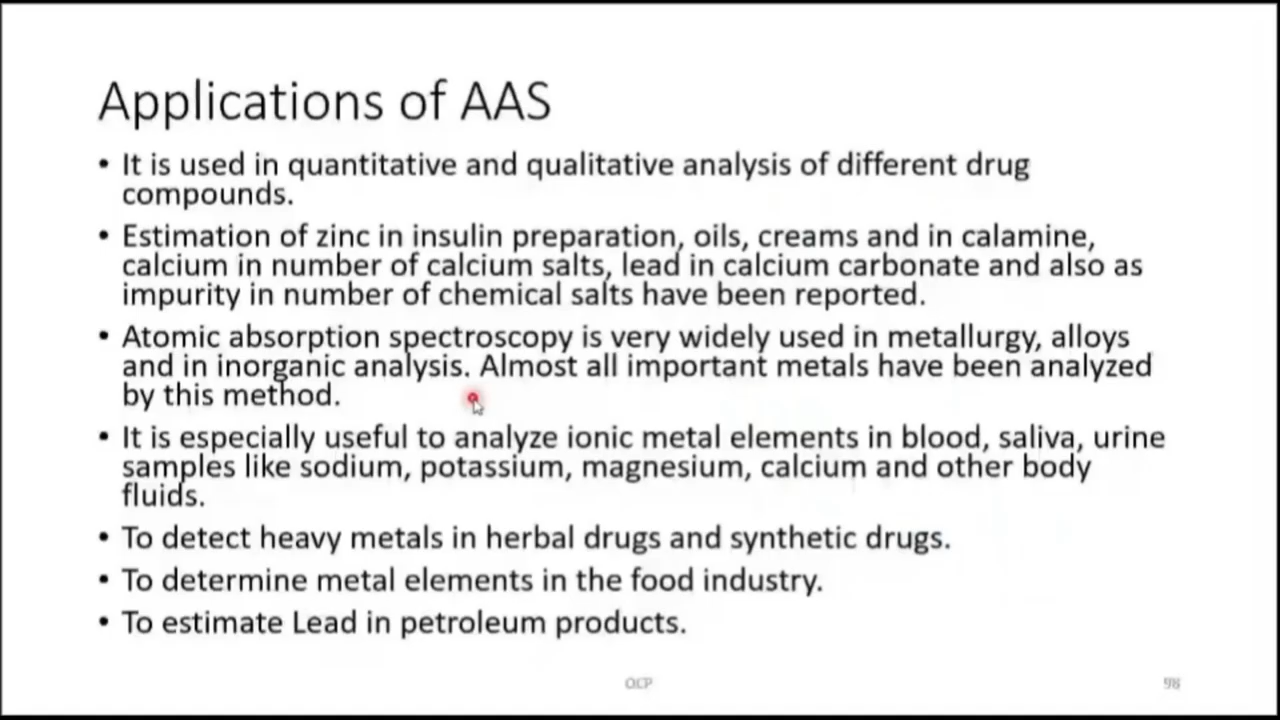 Applications of AAS
• It is used in quantitative and qualitative analysis of different drug
compounds.
• Estimation of zinc in insulin preparation, oils, creams and in calamine,
calcium in number of calcium salts, lead in calcium carbonate and also as
impurity in number of chemical salts have been reported.
• Atomic absorption spectroscopy is very widely used in metallurgy, alloys
and in inorganic analysis. Almost all important metals have been analyzed
by this method.
• It is especially useful to analyze ionic metal elements in blood, saliva, urine
samples like sodium, potassium, magnesium, calcium and other body
fluids.
• To detect heavy metals in herbal drugs and synthetic drugs.
• To determine metal elements in the food industry.
• To estimate Lead in petroleum products.
98